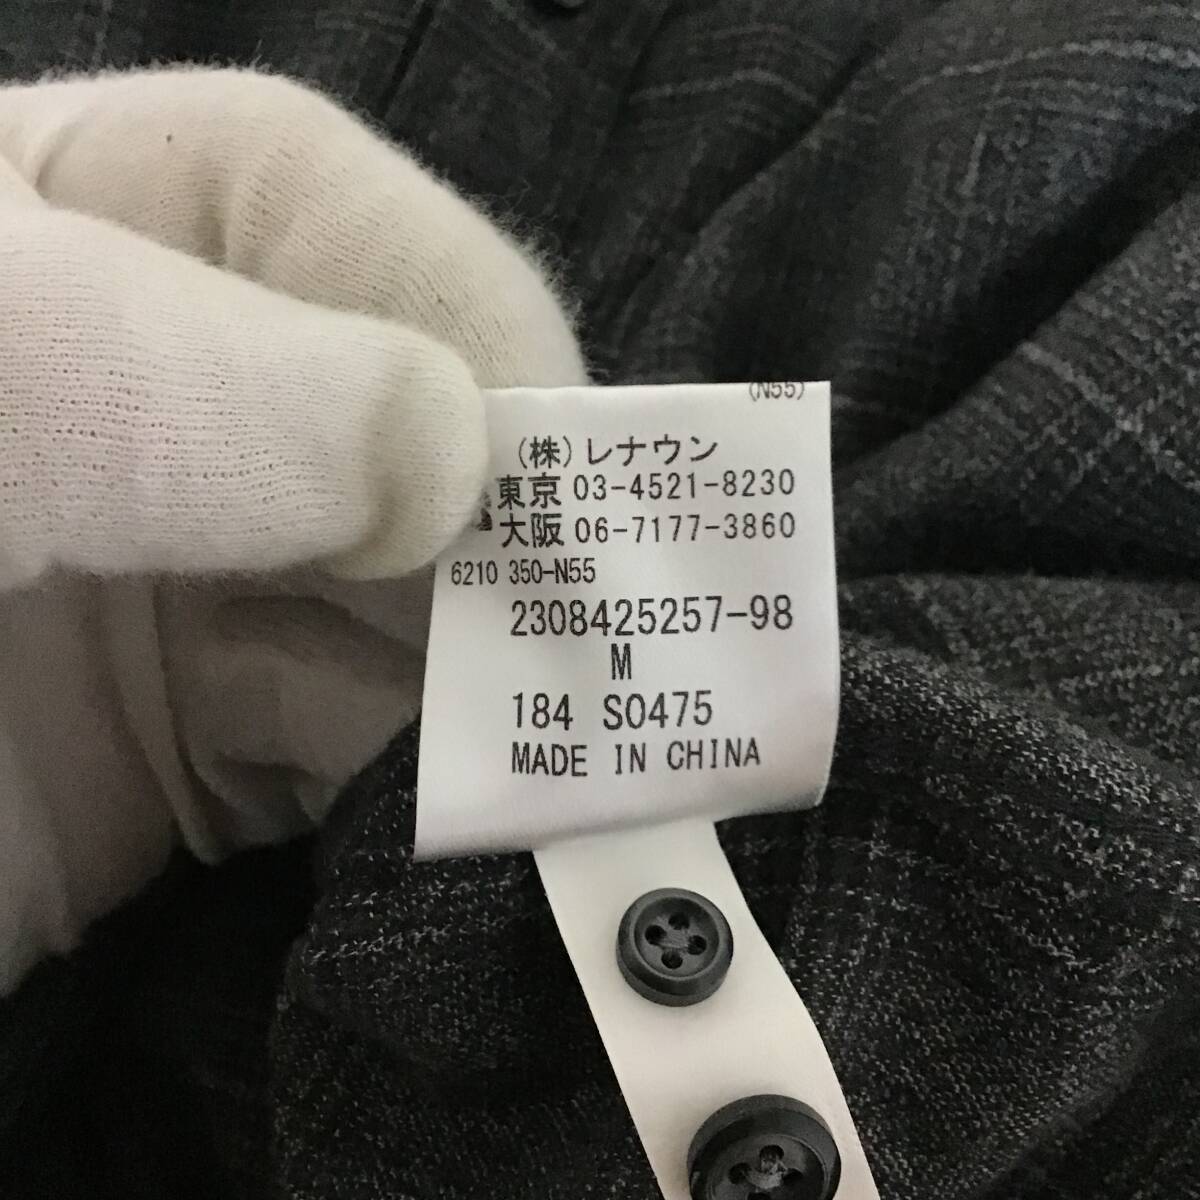 (N55)
(株)レナウン
東京 03-4521-8230
大阪 06-7177-3860
6210 350-N55
2308425257-98
M
184 S0475
MADE IN CHINA